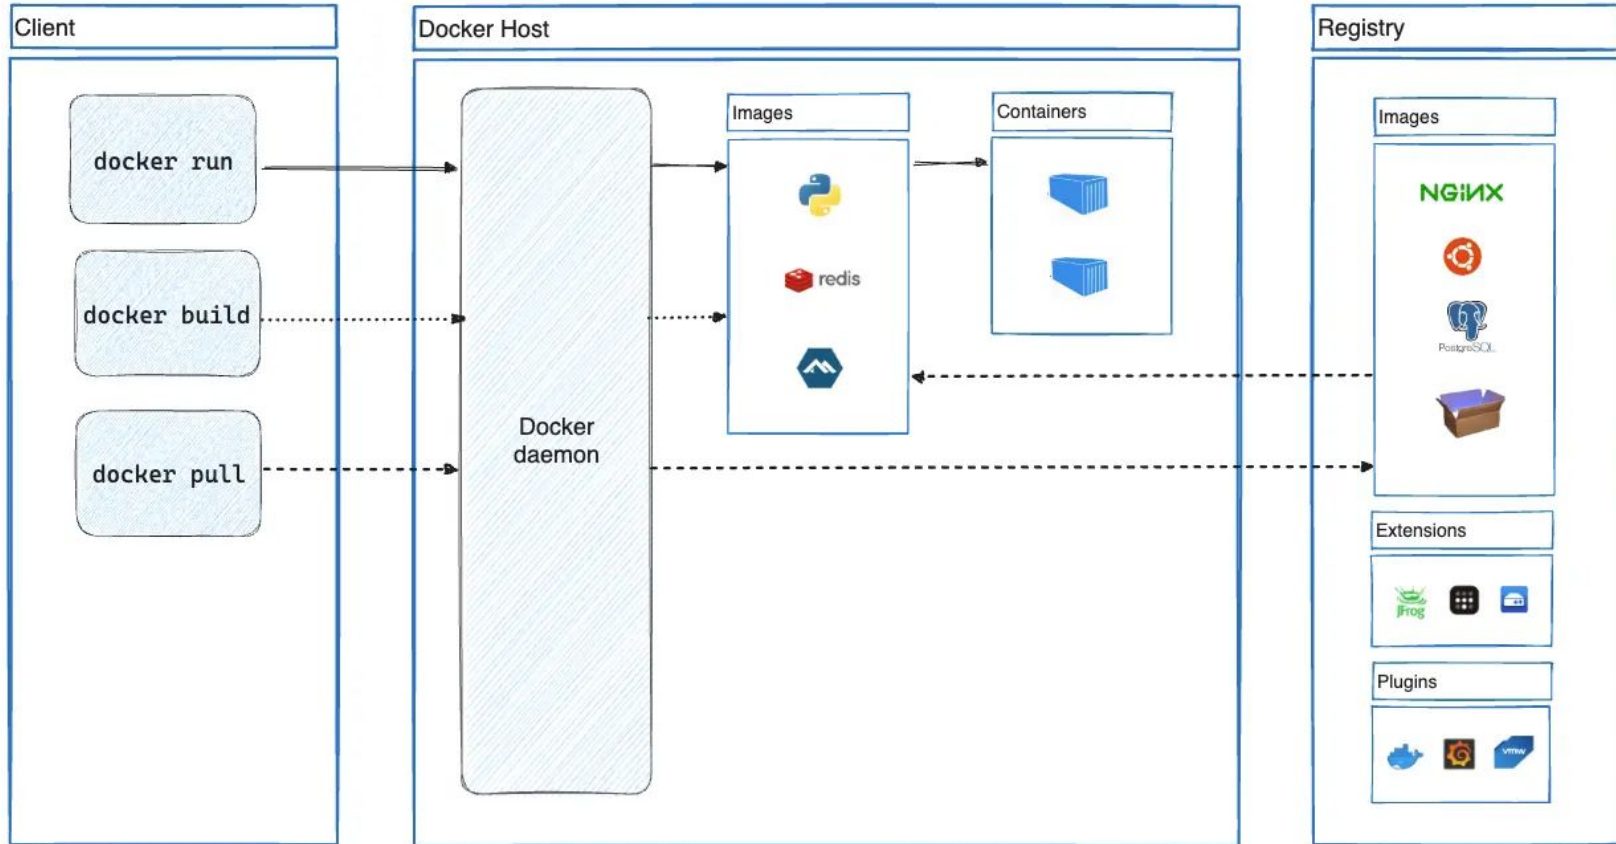 Client
docker run
docker build
docker pull
Docker Host
Docker
daemon
Images
redis
Containers
Registry
Images
NGiNX
PostgreSQL
Extensions
JFrog
Plugins
vmw